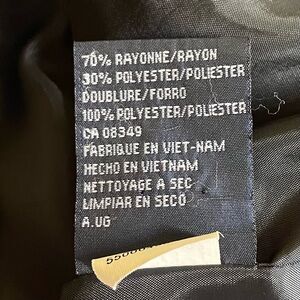 70% RAYONNE/RAYON
30% POLYESTER/POLIESTER
DOUBLURE/FORRO
100% POLYESTER/POLIESTER
CA 08349
FABRIQUE EN VIET-NAM
HECHO EN VIETNAM
NETTOYAGE A SEC
LIMPIAR EN SECO
A.UG